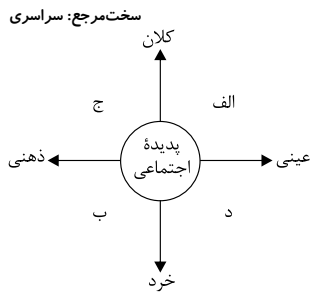 سخت‌مرجع: سراسری
کلان
الف
ج
پدیدهٔ
اجتماعی
عینی
ذهنی
د
ب
خرد